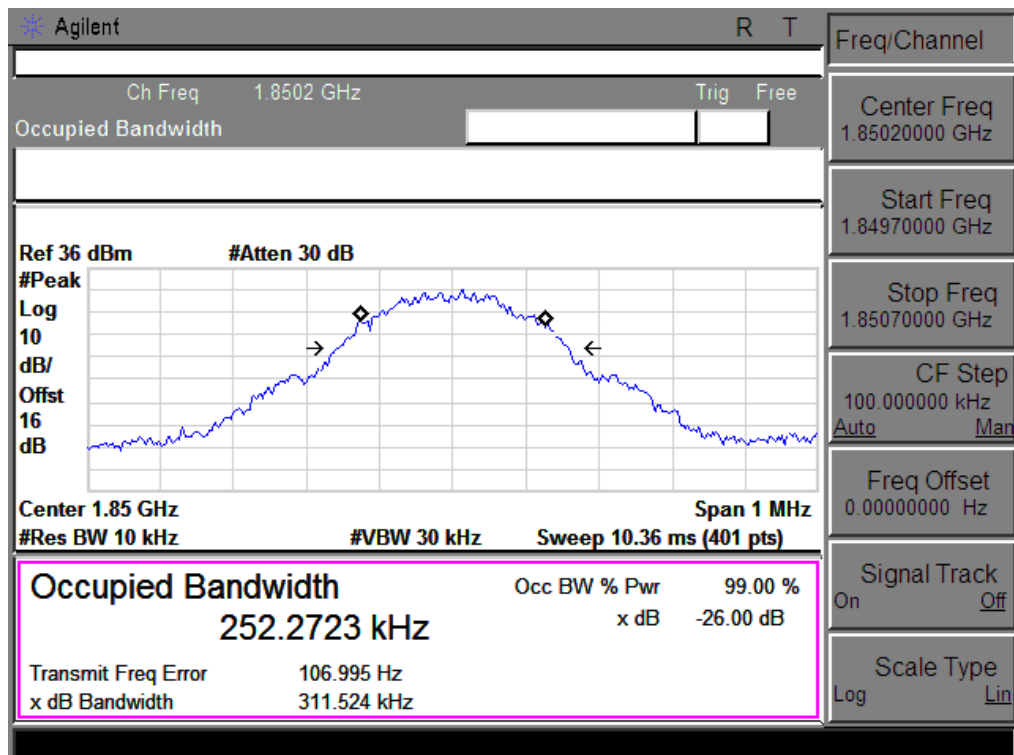 Agilent R T
Ch Freq 1.8502 GHz Trig Free
Occupied Bandwidth
Ref 36 dBm #Atten 30 dB
#Peak
Log
10
dB/
Offst
16
dB
Center 1.85 GHz Span 1 MHz
#Res BW 10 kHz #VBW 30 kHz Sweep 10.36 ms (401 pts)
Occupied Bandwidth Occ BW % Pwr 99.00 %
252.2723 kHz x dB -26.00 dB
Transmit Freq Error 106.995 Hz
x dB Bandwidth 311.524 kHz
Freq/Channel
Center Freq
1.85020000 GHz
Start Freq
1.84970000 GHz
Stop Freq
1.85070000 GHz
CF Step
100.000000 kHz
Auto Man
Freq Offset
0.00000000 Hz
Signal Track
On Off
Scale Type
Log Lin